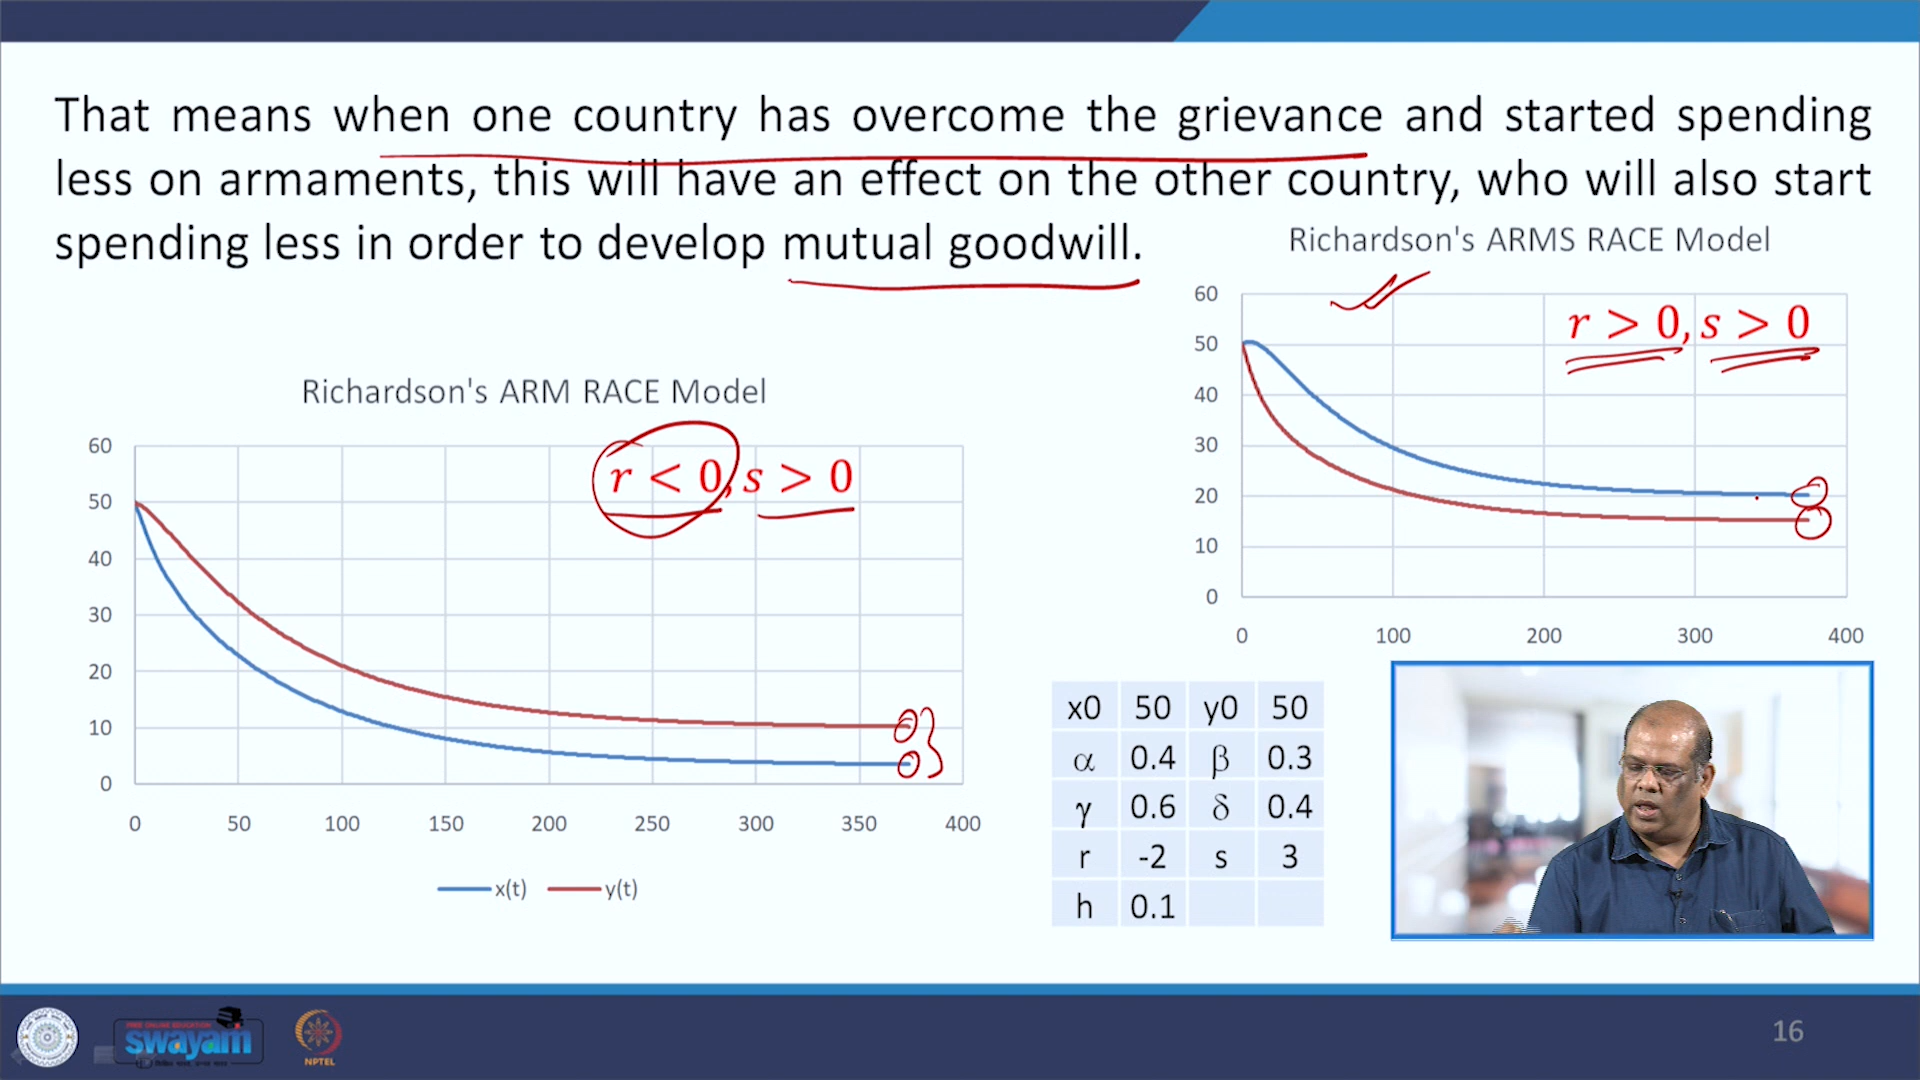 That means when one country has overcome the grievance and started spending
less on armaments, this will have an effect on the other country, who will also start
spending less in order to develop mutual goodwill.
Richardson's ARMS RACE Model
r > 0, s > 0
60
50
40
30
20
10
0
0 100 200 300 400
Richardson's ARM RACE Model
r < 0, s > 0
60
50
40
30
20
10
0
0 50 100 150 200 250 300 350 400
x(t) y(t)
x0 50 y0 50
α 0.4 β 0.3
γ 0.6 δ 0.4
r -2 s 3
h 0.1
FREE ONLINE EDUCATION
swayam
NPTEL
16